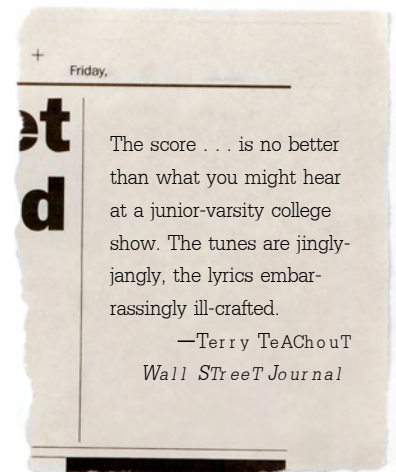 Friday,
et
d
The score . . . is no better
than what you might hear
at a junior-varsity college
show. The tunes are jingly-
jangly, the lyrics embar-
rassingly ill-crafted.
—Terry TeAChouT
Wall STreeT Journal